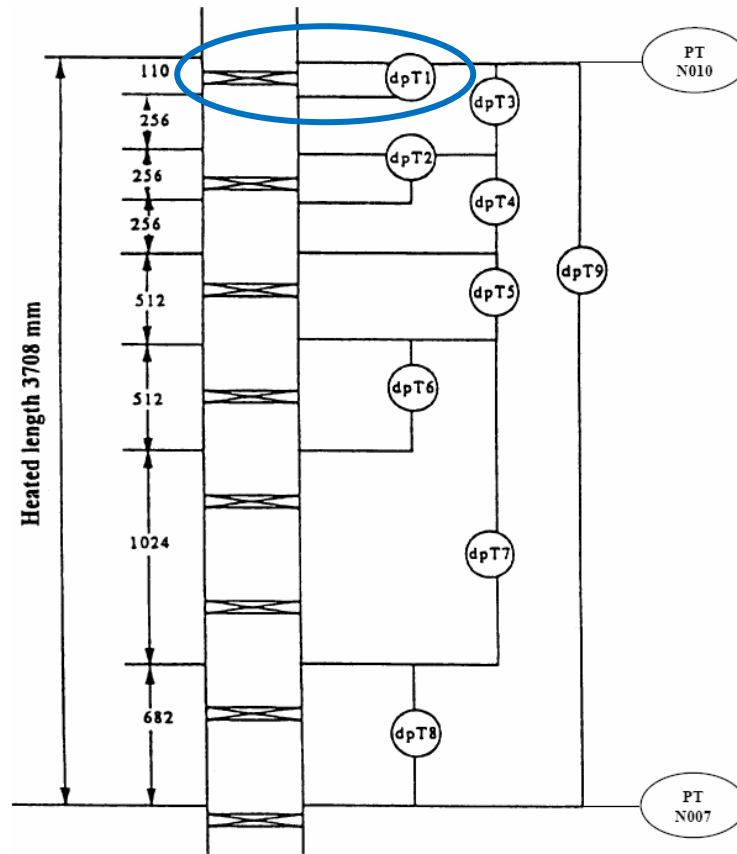 PT
N010
110
dpT1
dpT3
256
dpT2
256
dpT4
256
dpT9
dpT5
512
Heated length 3708 mm
dpT6
512
1024
dpT7
682
dpT8
PT
N007